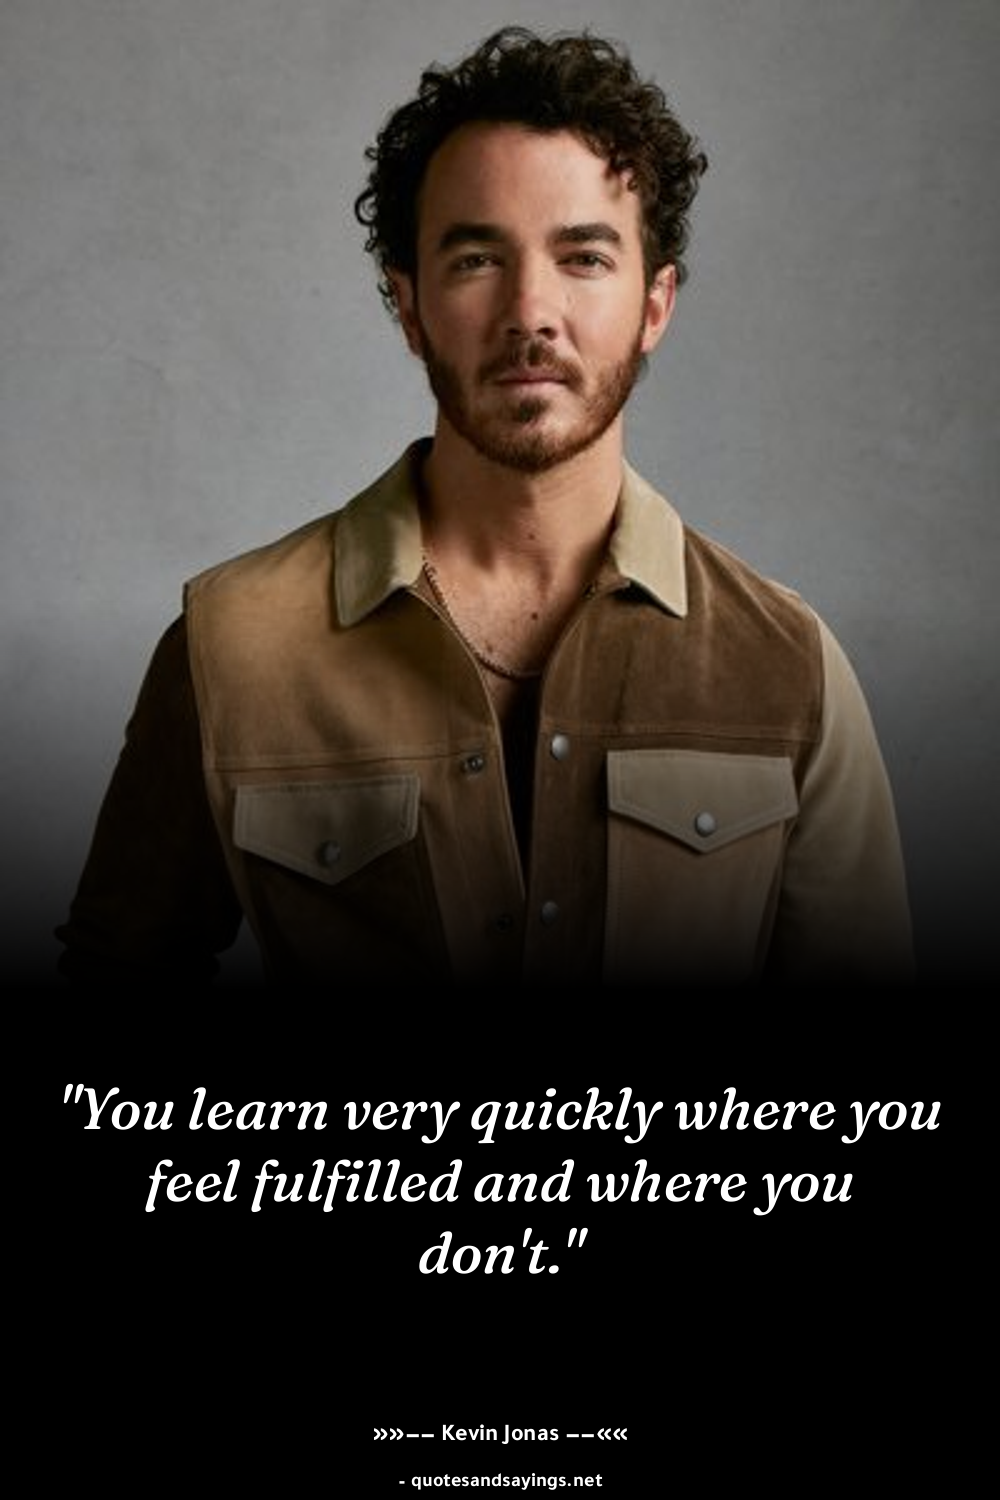 "You learn very quickly where you
feel fulfilled and where you
don't."
»»–– Kevin Jonas ––««
- quotesandsayings.net